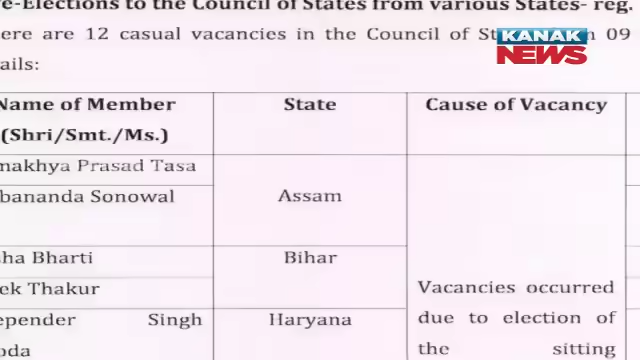 ye-Elections to the Council of States from various States- reg.
here are 12 casual vacancies in the Council of St n 09
ails:
KANAK
NEWS
Name of Member
(Shri/Smt./Ms.)
State
Cause of Vacancy
makhya Prasad Tasa
bananda Sonowal
Assam
ha Bharti
ek Thakur
Bihar
epender Singh
oda
Haryana
Vacancies occurred
due to election of
the sitting